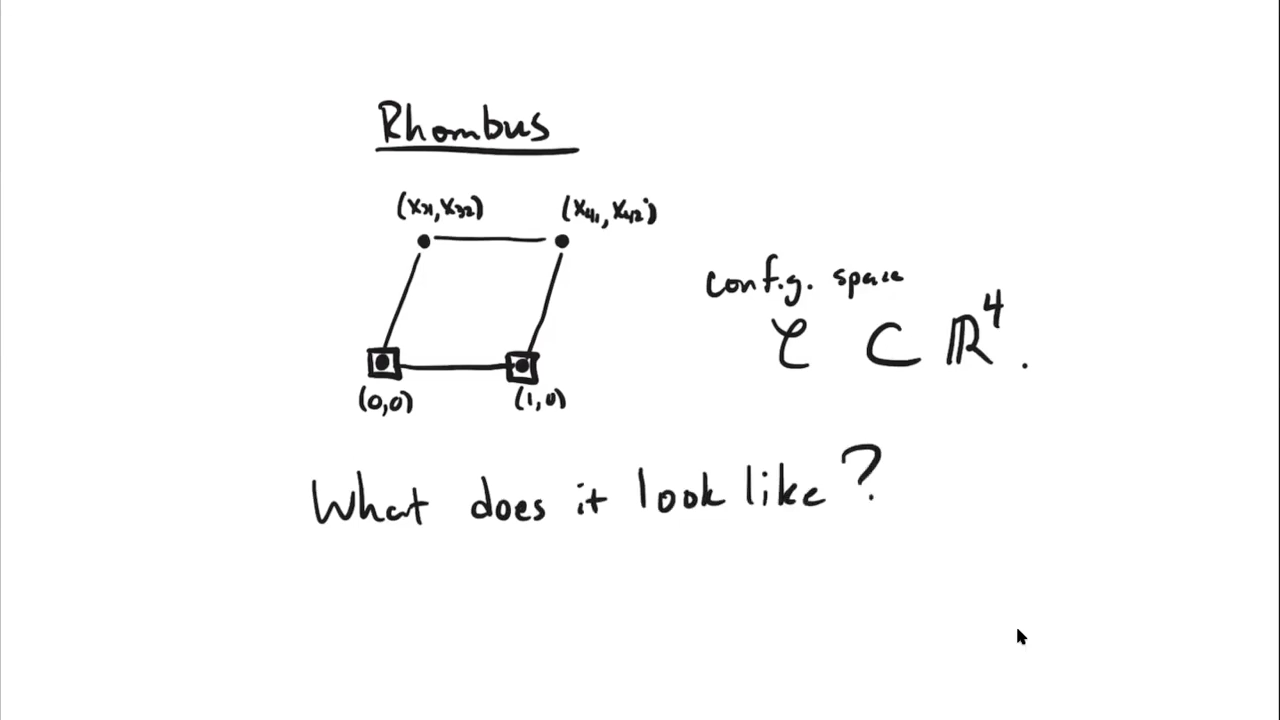 Rhombus
(x₃₁, x₃₂) (x₄₁, x₄₂)
config. space
C ⊂ ℝ⁴.
(0,0) (1,0)
What does it look like?